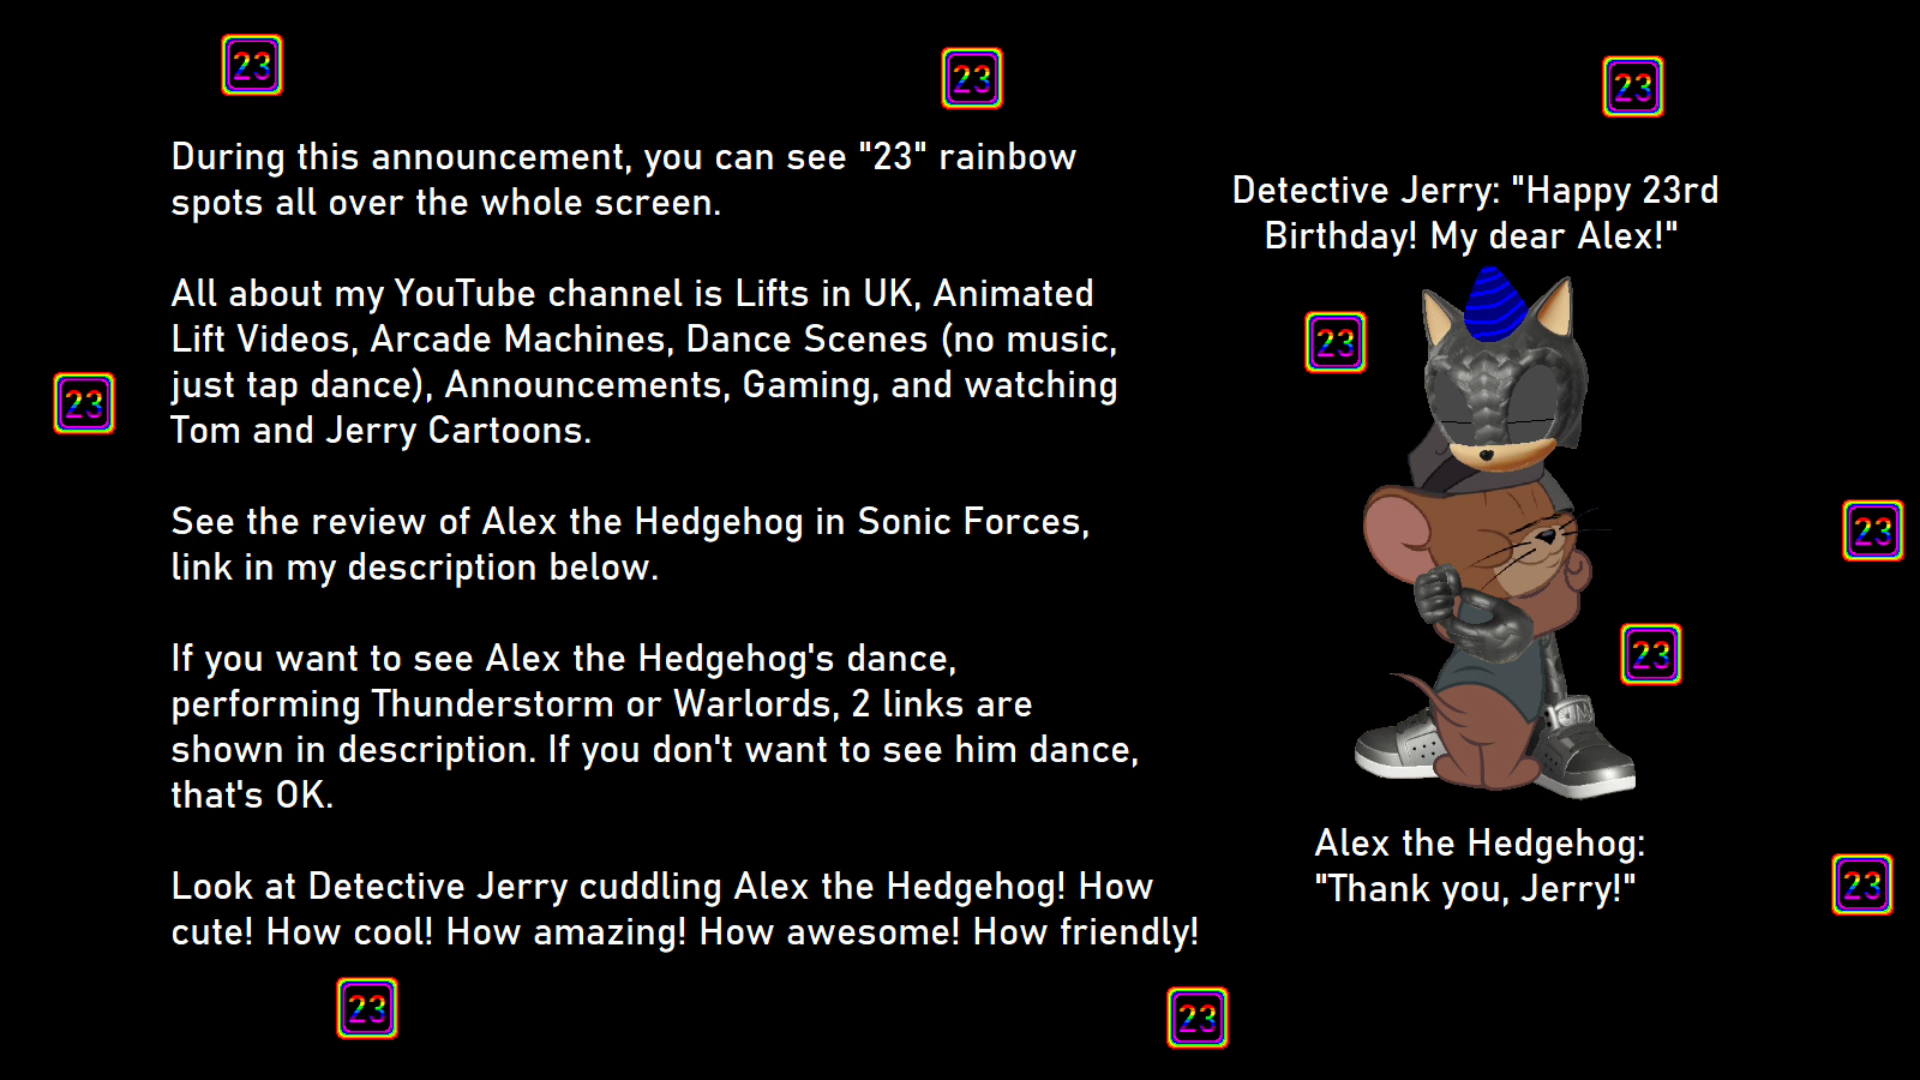 23
23
23
During this announcement, you can see "23" rainbow
spots all over the whole screen.
All about my YouTube channel is Lifts in UK, Animated
Lift Videos, Arcade Machines, Dance Scenes (no music,
just tap dance), Announcements, Gaming, and watching
Tom and Jerry Cartoons.
23
See the review of Alex the Hedgehog in Sonic Forces,
link in my description below.
If you want to see Alex the Hedgehog's dance,
performing Thunderstorm or Warlords, 2 links are
shown in description. If you don't want to see him dance,
that's OK.
Look at Detective Jerry cuddling Alex the Hedgehog! How
cute! How cool! How amazing! How awesome! How friendly!
Detective Jerry: "Happy 23rd
Birthday! My dear Alex!"
23
23
23
Alex the Hedgehog:
"Thank you, Jerry!"
23
23
23